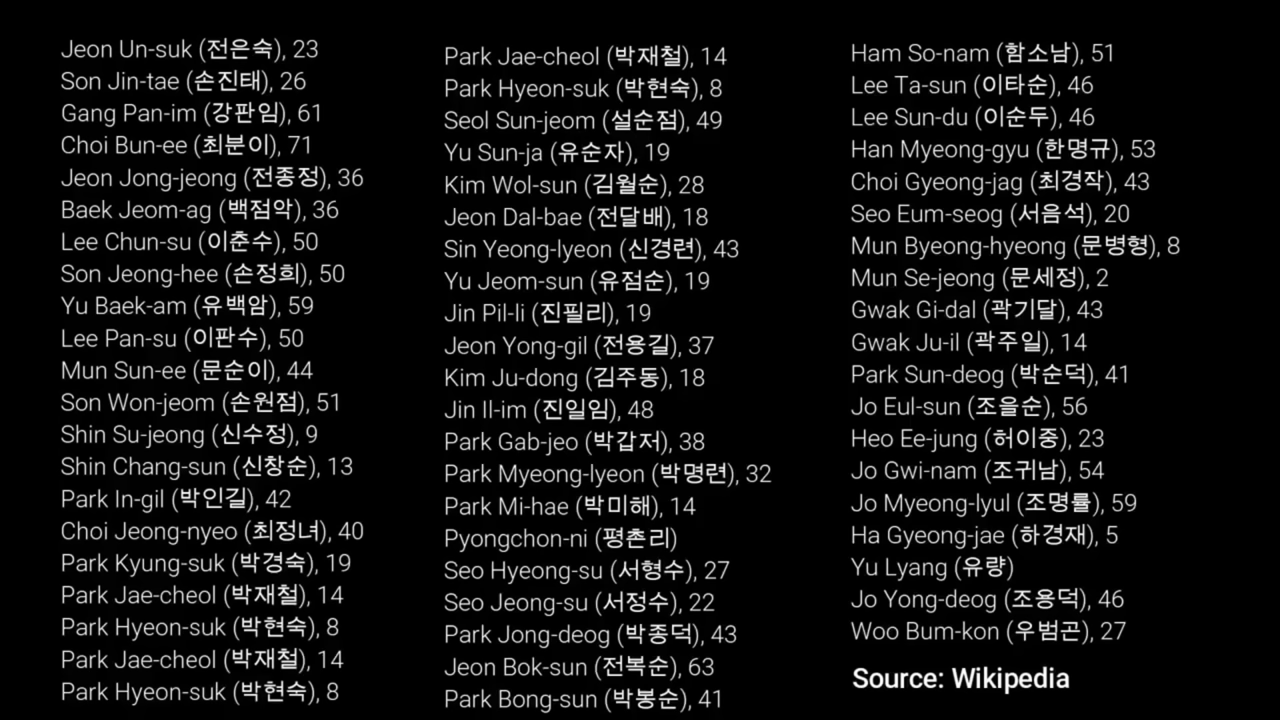 Jeon Un-suk (전은숙), 23
Son Jin-tae (손진태), 26
Gang Pan-im (강판임), 61
Choi Bun-ee (최분이), 71
Jeon Jong-jeong (전종정), 36
Baek Jeom-ag (백점악), 36
Lee Chun-su (이춘수), 50
Son Jeong-hee (손정희), 50
Yu Baek-am (유백암), 59
Lee Pan-su (이판수), 50
Mun Sun-ee (문순이), 44
Son Won-jeom (손원점), 51
Shin Su-jeong (신수정), 9
Shin Chang-sun (신창순), 13
Park In-gil (박인길), 42
Choi Jeong-nyeo (최정녀), 40
Park Kyung-suk (박경숙), 19
Park Jae-cheol (박재철), 14
Park Hyeon-suk (박현숙), 8
Park Jae-cheol (박재철), 14
Park Hyeon-suk (박현숙), 8
Park Jae-cheol (박재철), 14
Park Hyeon-suk (박현숙), 8
Seol Sun-jeom (설순점), 49
Yu Sun-ja (유순자), 19
Kim Wol-sun (김월순), 28
Jeon Dal-bae (전달배), 18
Sin Yeong-lyeon (신경련), 43
Yu Jeom-sun (유점순), 19
Jin Pil-li (진필리), 19
Jeon Yong-gil (전용길), 37
Kim Ju-dong (김주동), 18
Jin Il-im (진일임), 48
Park Gab-jeo (박갑저), 38
Park Myeong-lyeon (박명련), 32
Park Mi-hae (박미해), 14
Pyongchon-ni (평촌리)
Seo Hyeong-su (서형수), 27
Seo Jeong-su (서정수), 22
Park Jong-deog (박종덕), 43
Jeon Bok-sun (전복순), 63
Park Bong-sun (박봉순), 41
Ham So-nam (함소남), 51
Lee Ta-sun (이타순), 46
Lee Sun-du (이순두), 46
Han Myeong-gyu (한명규), 53
Choi Gyeong-jag (최경작), 43
Seo Eum-seog (서음석), 20
Mun Byeong-hyeong (문병형), 8
Mun Se-jeong (문세정), 2
Gwak Gi-dal (곽기달), 43
Gwak Ju-il (곽주일), 14
Park Sun-deog (박순덕), 41
Jo Eul-sun (조을순), 56
Heo Ee-jung (허이중), 23
Jo Gwi-nam (조귀남), 54
Jo Myeong-lyul (조명률), 59
Ha Gyeong-jae (하경재), 5
Yu Lyang (유량)
Jo Yong-deog (조용덕), 46
Woo Bum-kon (우범곤), 27
Source: Wikipedia